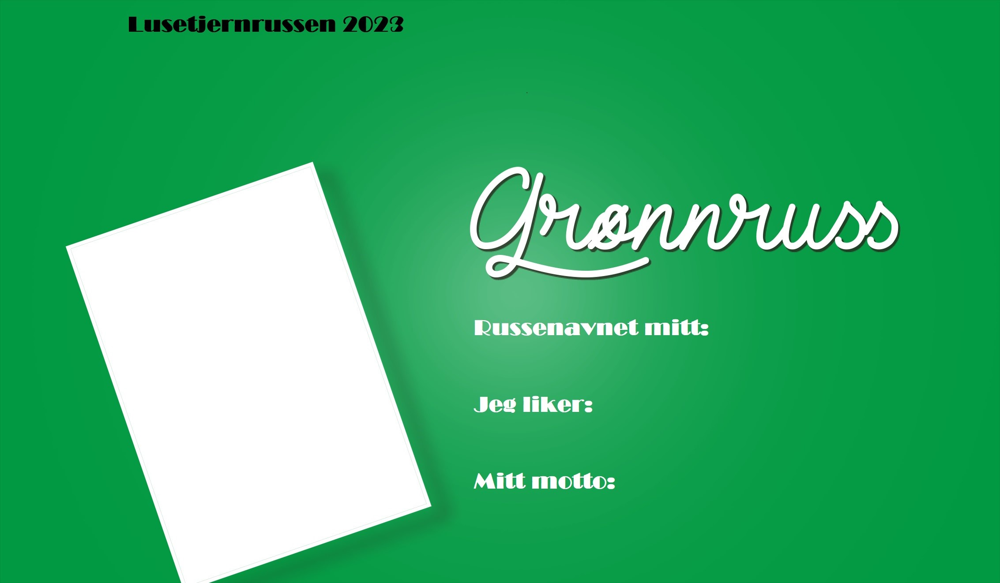 Lusetjernrussen 2023
Grønnruss
Russenavnet mitt:
Jeg liker:
Mitt motto: